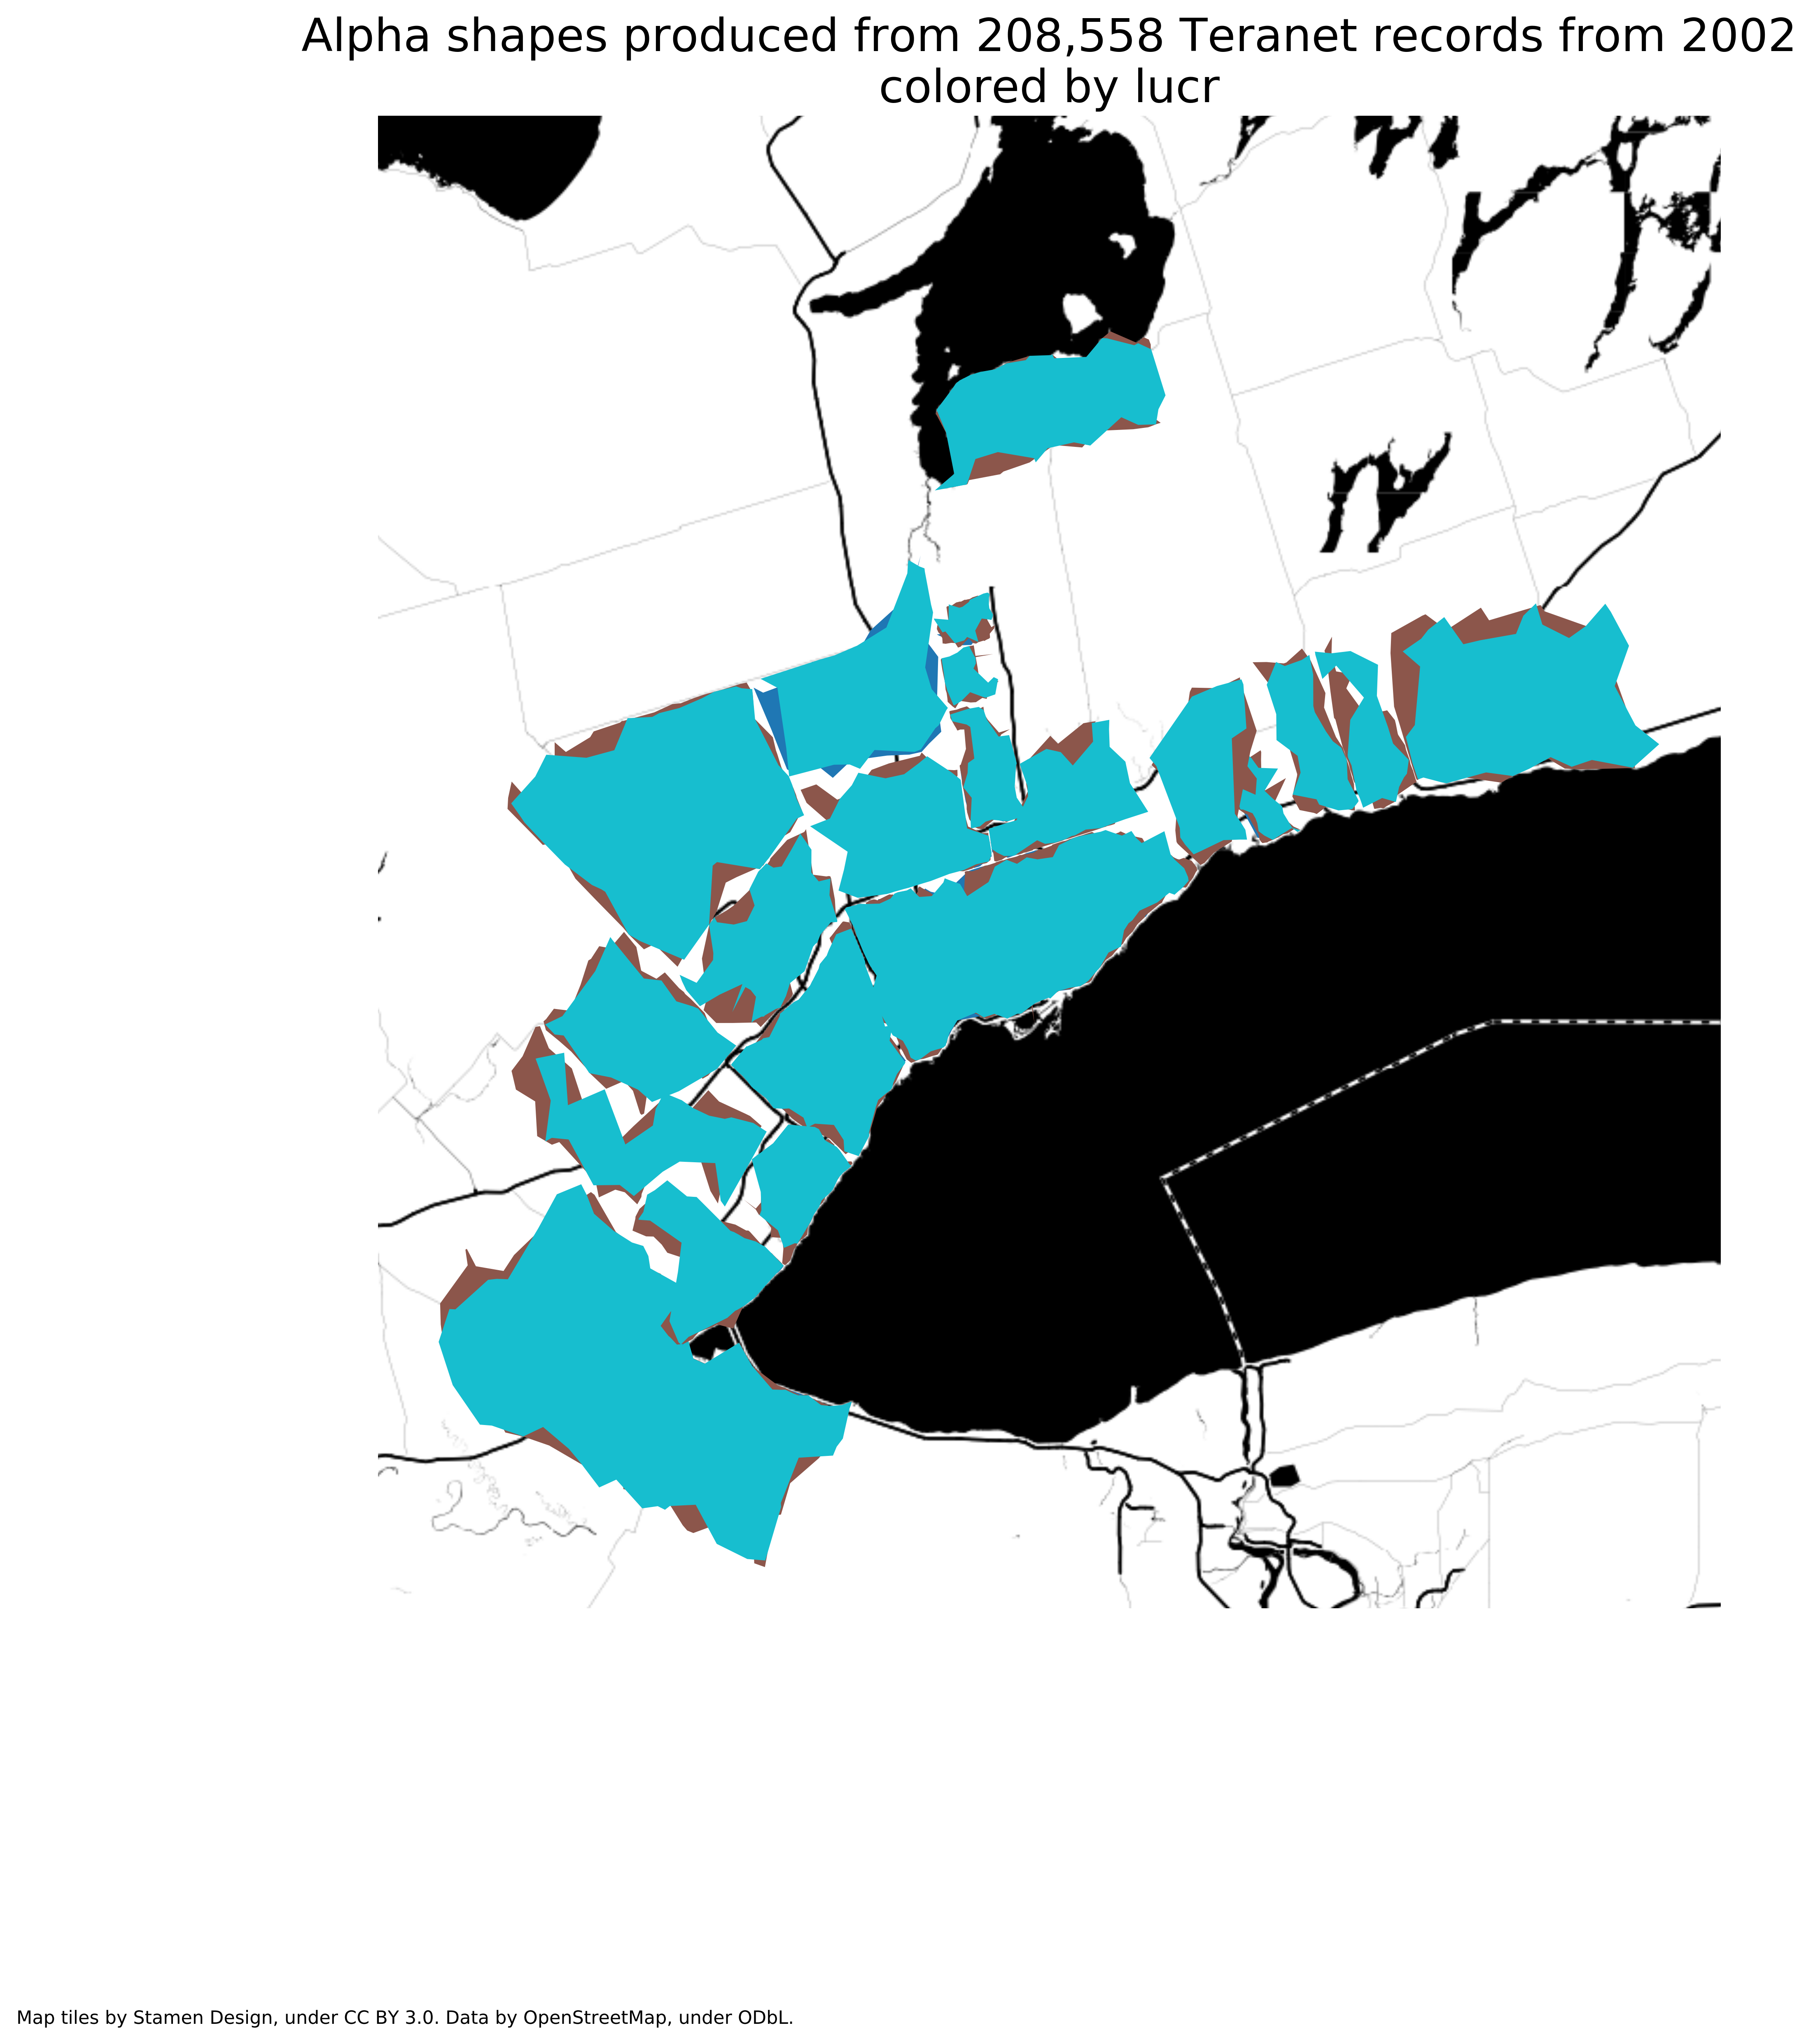 Alpha shapes produced from 208,558 Teranet records from 2002
colored by lucr
Map tiles by Stamen Design, under CC BY 3.0. Data by OpenStreetMap, under ODbL.